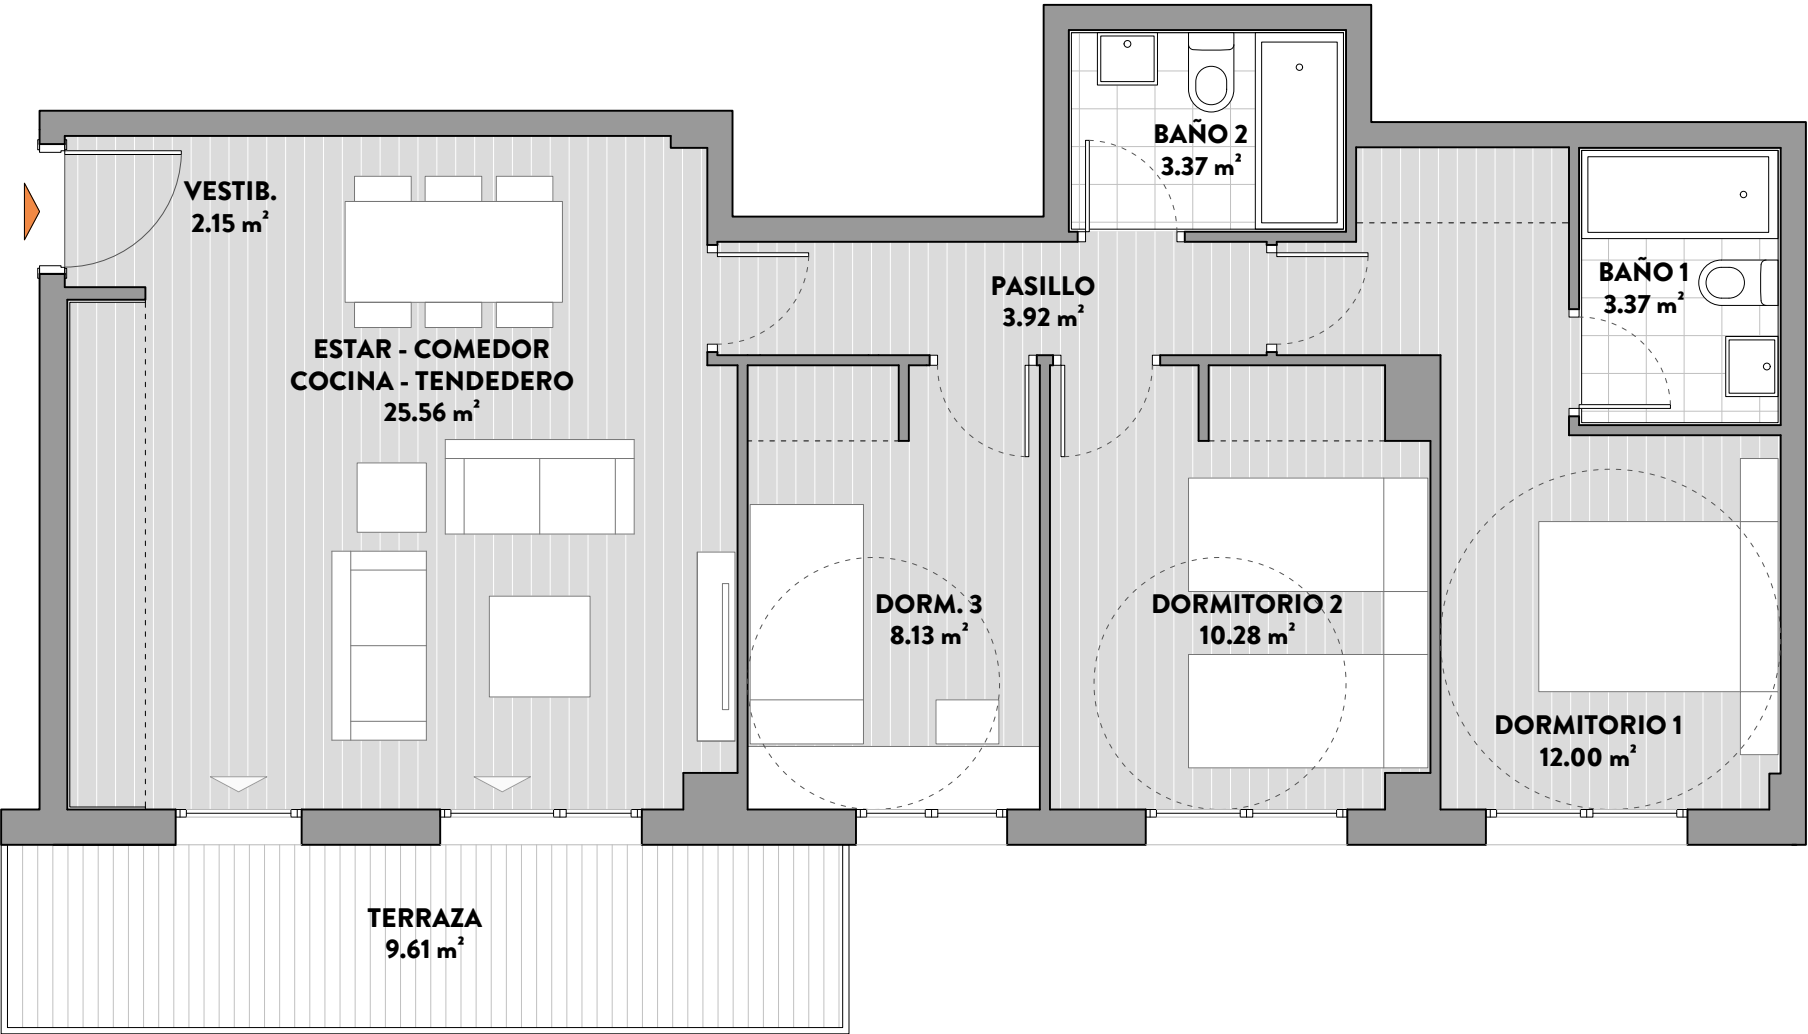 BAÑO 2
3.37 m²
VESTIB.
2.15 m²
BAÑO 1
3.37 m²
PASILLO
3.92 m²
ESTAR - COMEDOR
COCINA - TENDEDERO
25.56 m²
DORM. 3
8.13 m²
DORMITORIO 2
10.28 m²
DORMITORIO 1
12.00 m²
TERRAZA
9.61 m²